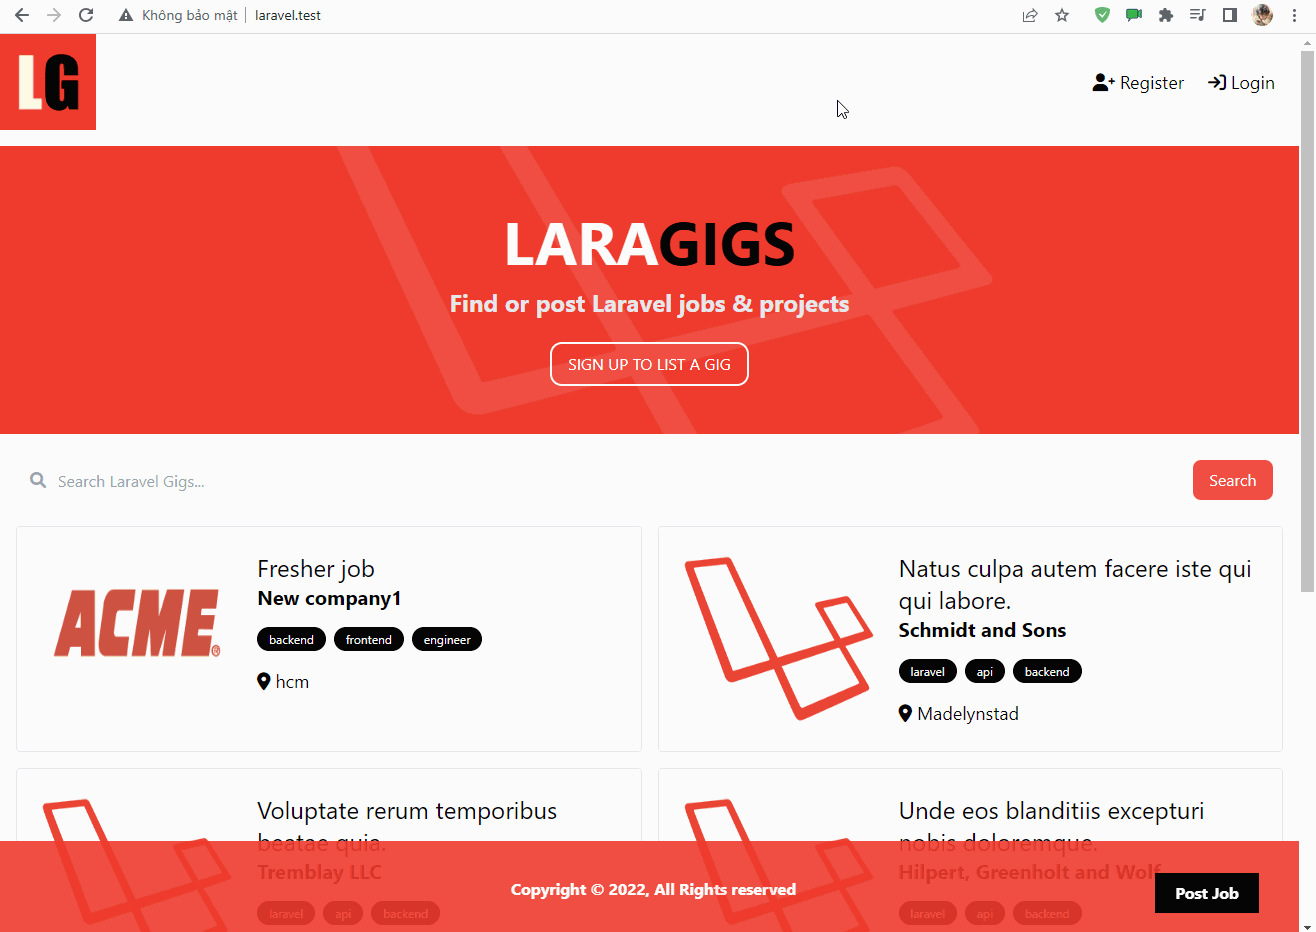 Không bảo mật laravel.test
LG
Register Login
LARAGIGS
Find or post Laravel jobs & projects
SIGN UP TO LIST A GIG
Search Laravel Gigs...
Search
ACME®
Fresher job
New company1
backend frontend engineer
hcm
Natus culpa autem facere iste qui
qui labore.
Schmidt and Sons
laravel api backend
Madelynstad
Voluptate rerum temporibus
beatae quia.
Tremblay LLC
laravel api backend
Unde eos blanditiis excepturi
nobis doloremque.
Hilpert, Greenholt and Wolf
laravel api backend
Copyright © 2022, All Rights reserved
Post Job